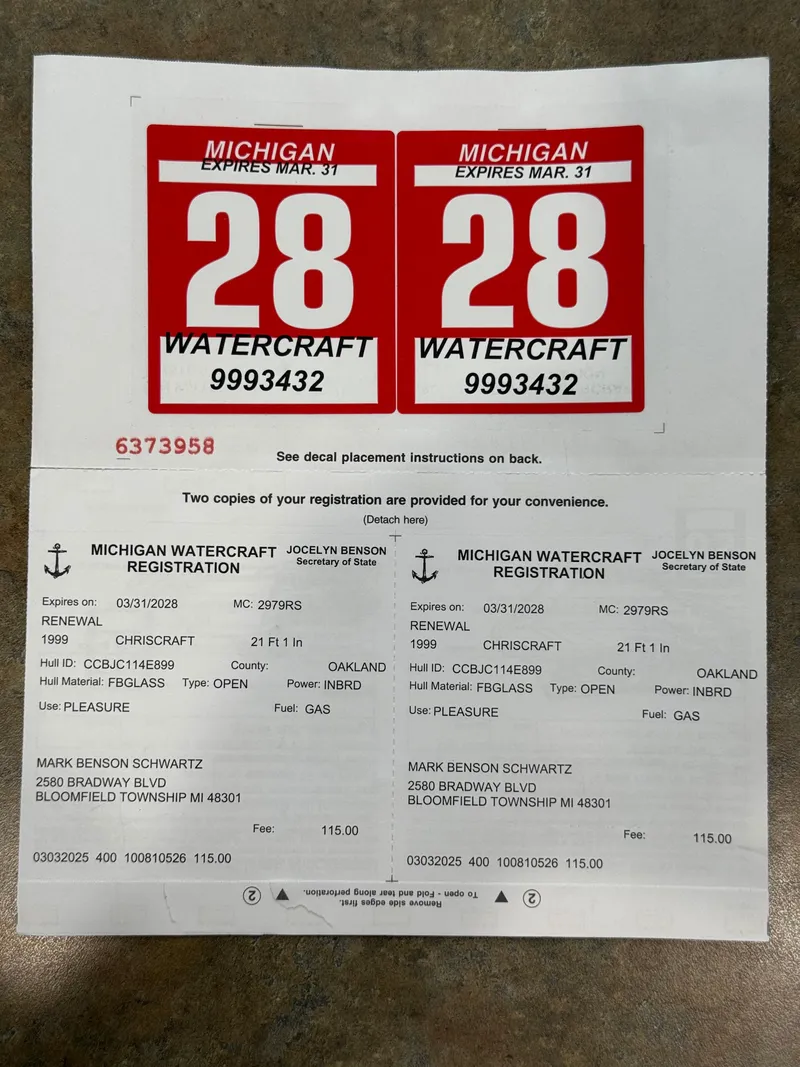 MICHIGAN
EXPIRES MAR. 31
28
WATERCRAFT
9993432
MICHIGAN
EXPIRES MAR. 31
28
WATERCRAFT
9993432
6373958
See decal placement instructions on back.
Two copies of your registration are provided for your convenience.
(Detach here)
MICHIGAN WATERCRAFT REGISTRATION
JOCELYN BENSON
Secretary of State
Expires on: 03/31/2028 MC: 2979RS
RENEWAL
1999 CHRISCRAFT 21 Ft 1 In
Hull ID: CCBJC114E899 County: OAKLAND
Hull Material: FBGLASS Type: OPEN Power: INBRD
Use: PLEASURE Fuel: GAS
MARK BENSON SCHWARTZ
2580 BRADWAY BLVD
BLOOMFIELD TOWNSHIP MI 48301
Fee: 115.00
03032025 400 100810526 115.00
MICHIGAN WATERCRAFT REGISTRATION
JOCELYN BENSON
Secretary of State
Expires on: 03/31/2028 MC: 2979RS
RENEWAL
1999 CHRISCRAFT 21 Ft 1 In
Hull ID: CCBJC114E899 County: OAKLAND
Hull Material: FBGLASS Type: OPEN Power: INBRD
Use: PLEASURE Fuel: GAS
MARK BENSON SCHWARTZ
2580 BRADWAY BLVD
BLOOMFIELD TOWNSHIP MI 48301
Fee: 115.00
03032025 400 100810526 115.00
2 Remove side edges first. 2
To open - Fold and tear along perforation.